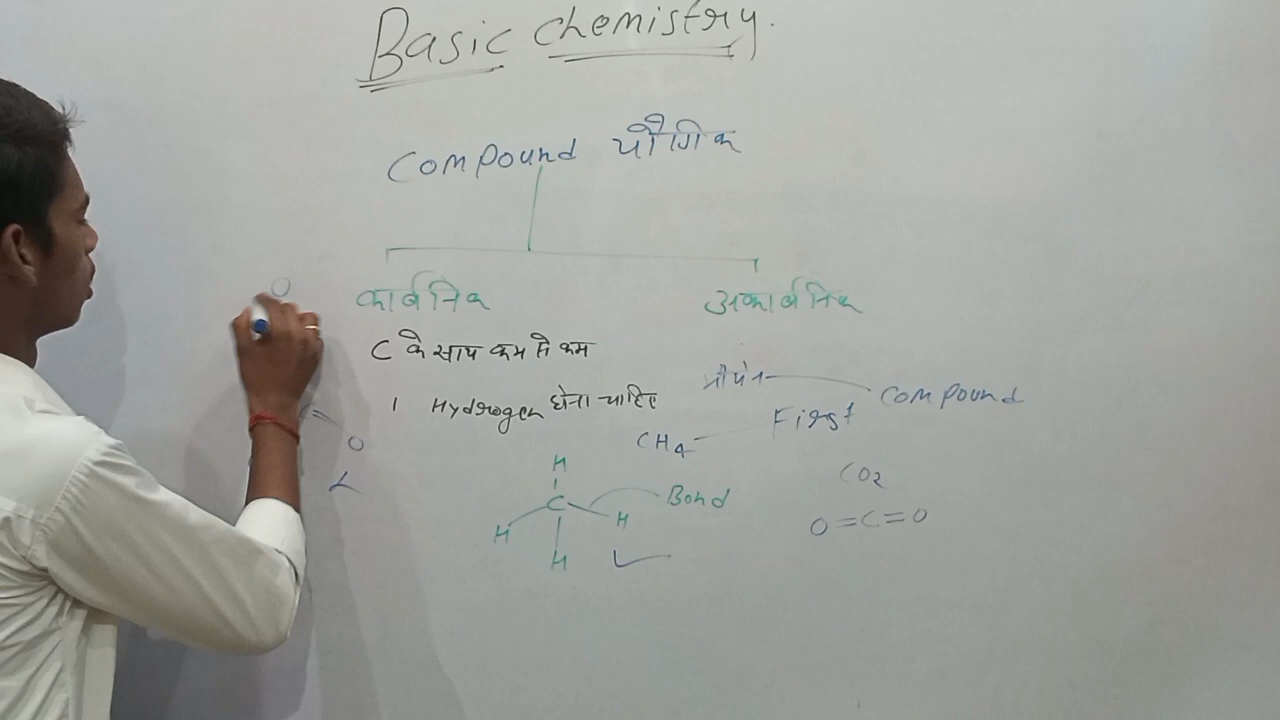 Basic chemistry.
Compound यौगिक
कार्बनिक अकार्बनिक
C के साथ कम से कम
1 Hydrogen होना चाहिए
Compound
First
CH4
CO2
H
C Bond
H H
H
O=C=O
O
O